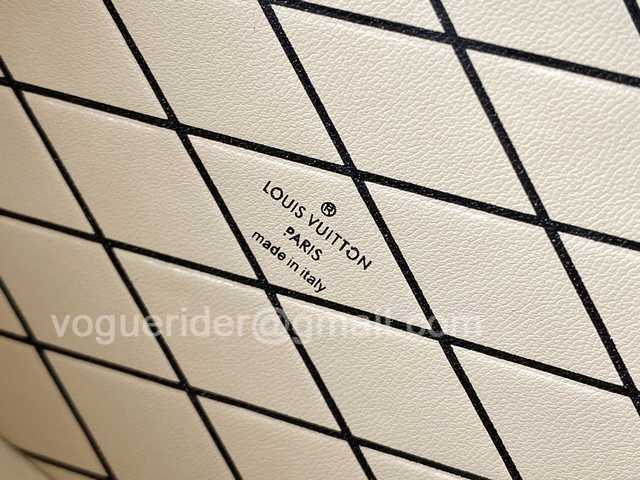 LOUIS VUITTON ®
PARIS
made in italy
voguerider@gmail.com